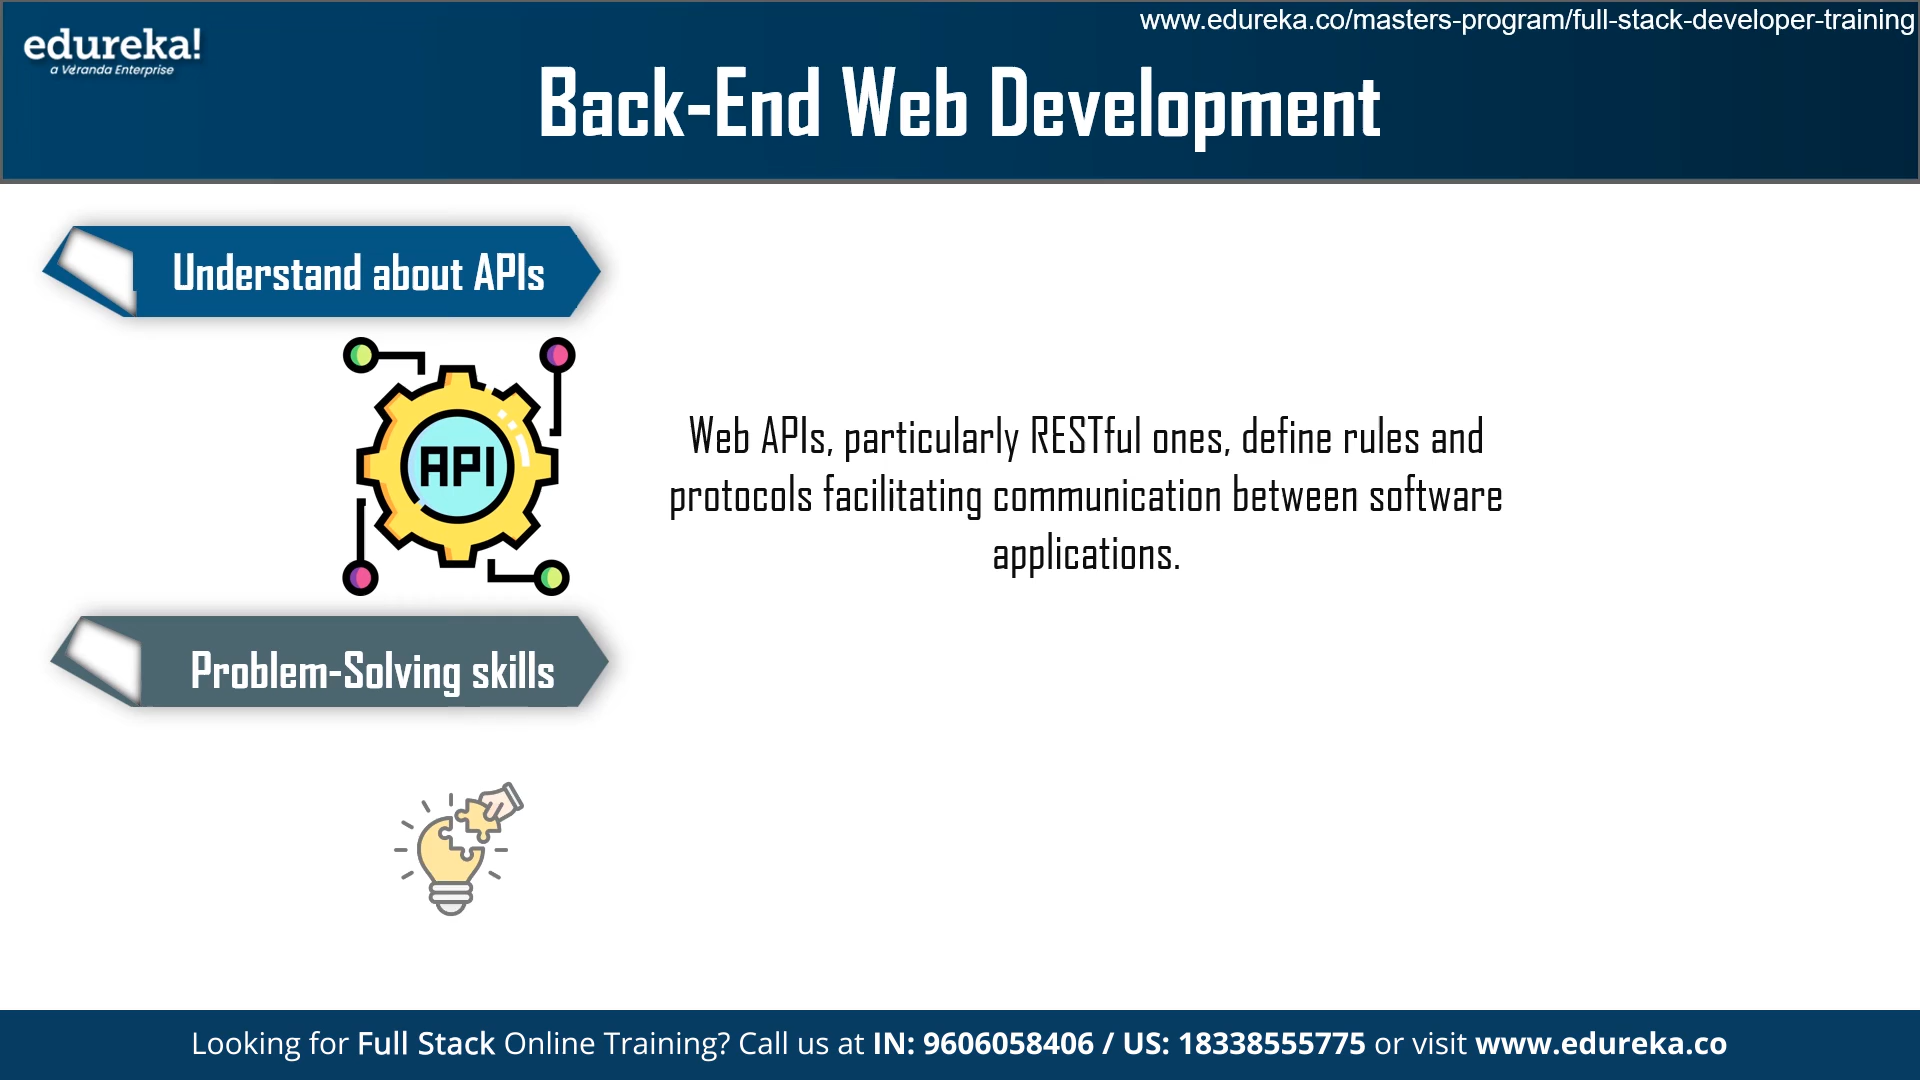 www.edureka.co/masters-program/full-stack-developer-training
edureka!
a Veranda Enterprise
Back-End Web Development
Understand about APIs
API
Web APIs, particularly RESTful ones, define rules and
protocols facilitating communication between software
applications.
Problem-Solving skills
Looking for Full Stack Online Training? Call us at IN: 9606058406 / US: 18338555775 or visit www.edureka.co